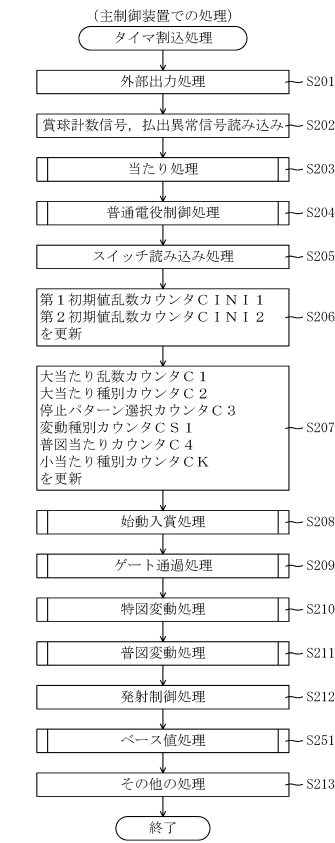 （主制御装置での処理）
タイマ割込処理
外部出力処理 S201
賞球計数信号，払出異常信号読み込み S202
当たり処理 S203
普通電役制御処理 S204
スイッチ読み込み処理 S205
第１初期値乱数カウンタＣＩＮＩ１
第２初期値乱数カウンタＣＩＮＩ２
を更新
S206
大当たり乱数カウンタＣ１
大当たり種別カウンタＣ２
停止パターン選択カウンタＣ３
変動種別カウンタＣＳ１
普図当たりカウンタＣ４
小当たり種別カウンタＣＫ
を更新
S207
始動入賞処理 S208
ゲート通過処理 S209
特図変動処理 S210
普図変動処理 S211
発射制御処理 S212
ベース値処理 S251
その他の処理 S213
終了